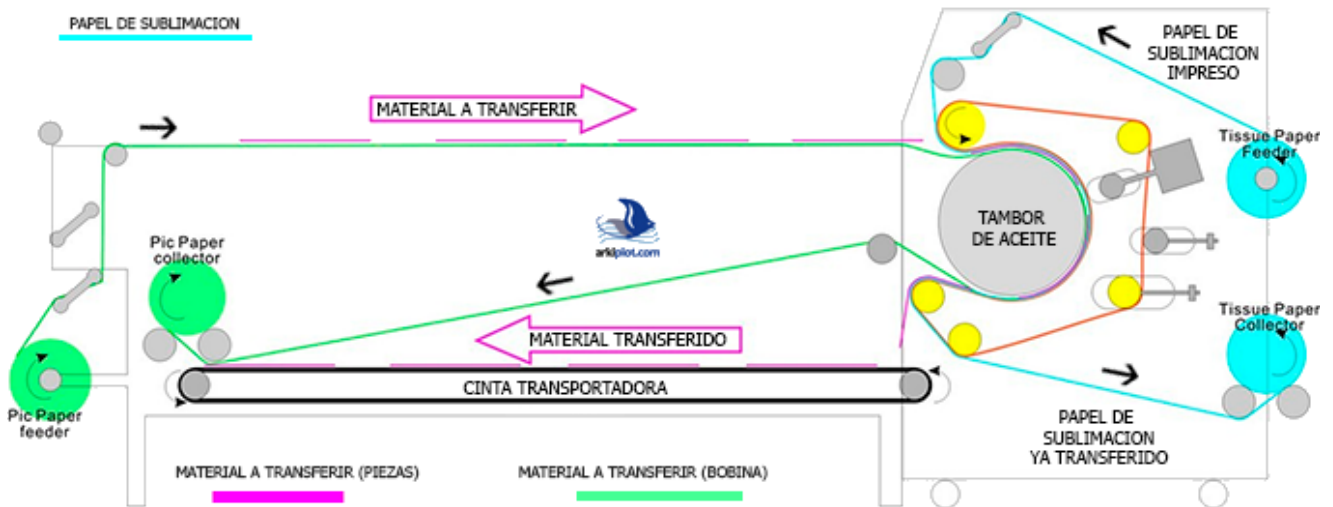 PAPEL DE SUBLIMACION
PAPEL DE
SUBLIMACION
IMPRESO
MATERIAL A TRANSFERIR
Tissue Paper
Feeder
TAMBOR
DE ACEITE
Pic Paper
collector
arkiplot.com
MATERIAL TRANSFERIDO
Tissue Paper
Collector
CINTA TRANSPORTADORA
Pic Paper
feeder
PAPEL DE
SUBLIMACION
YA TRANSFERIDO
MATERIAL A TRANSFERIR (PIEZAS)
MATERIAL A TRANSFERIR (BOBINA)